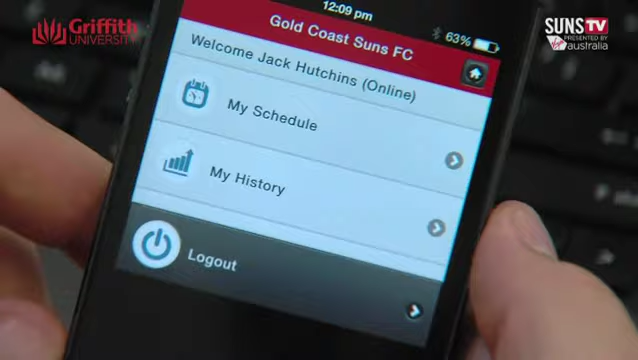 Griffith
UNIVERSITY
SUNS TV
PRESENTED BY
australia
12:09 pm
63%
Gold Coast Suns FC
Welcome Jack Hutchins (Online)
My Schedule
My History
Logout